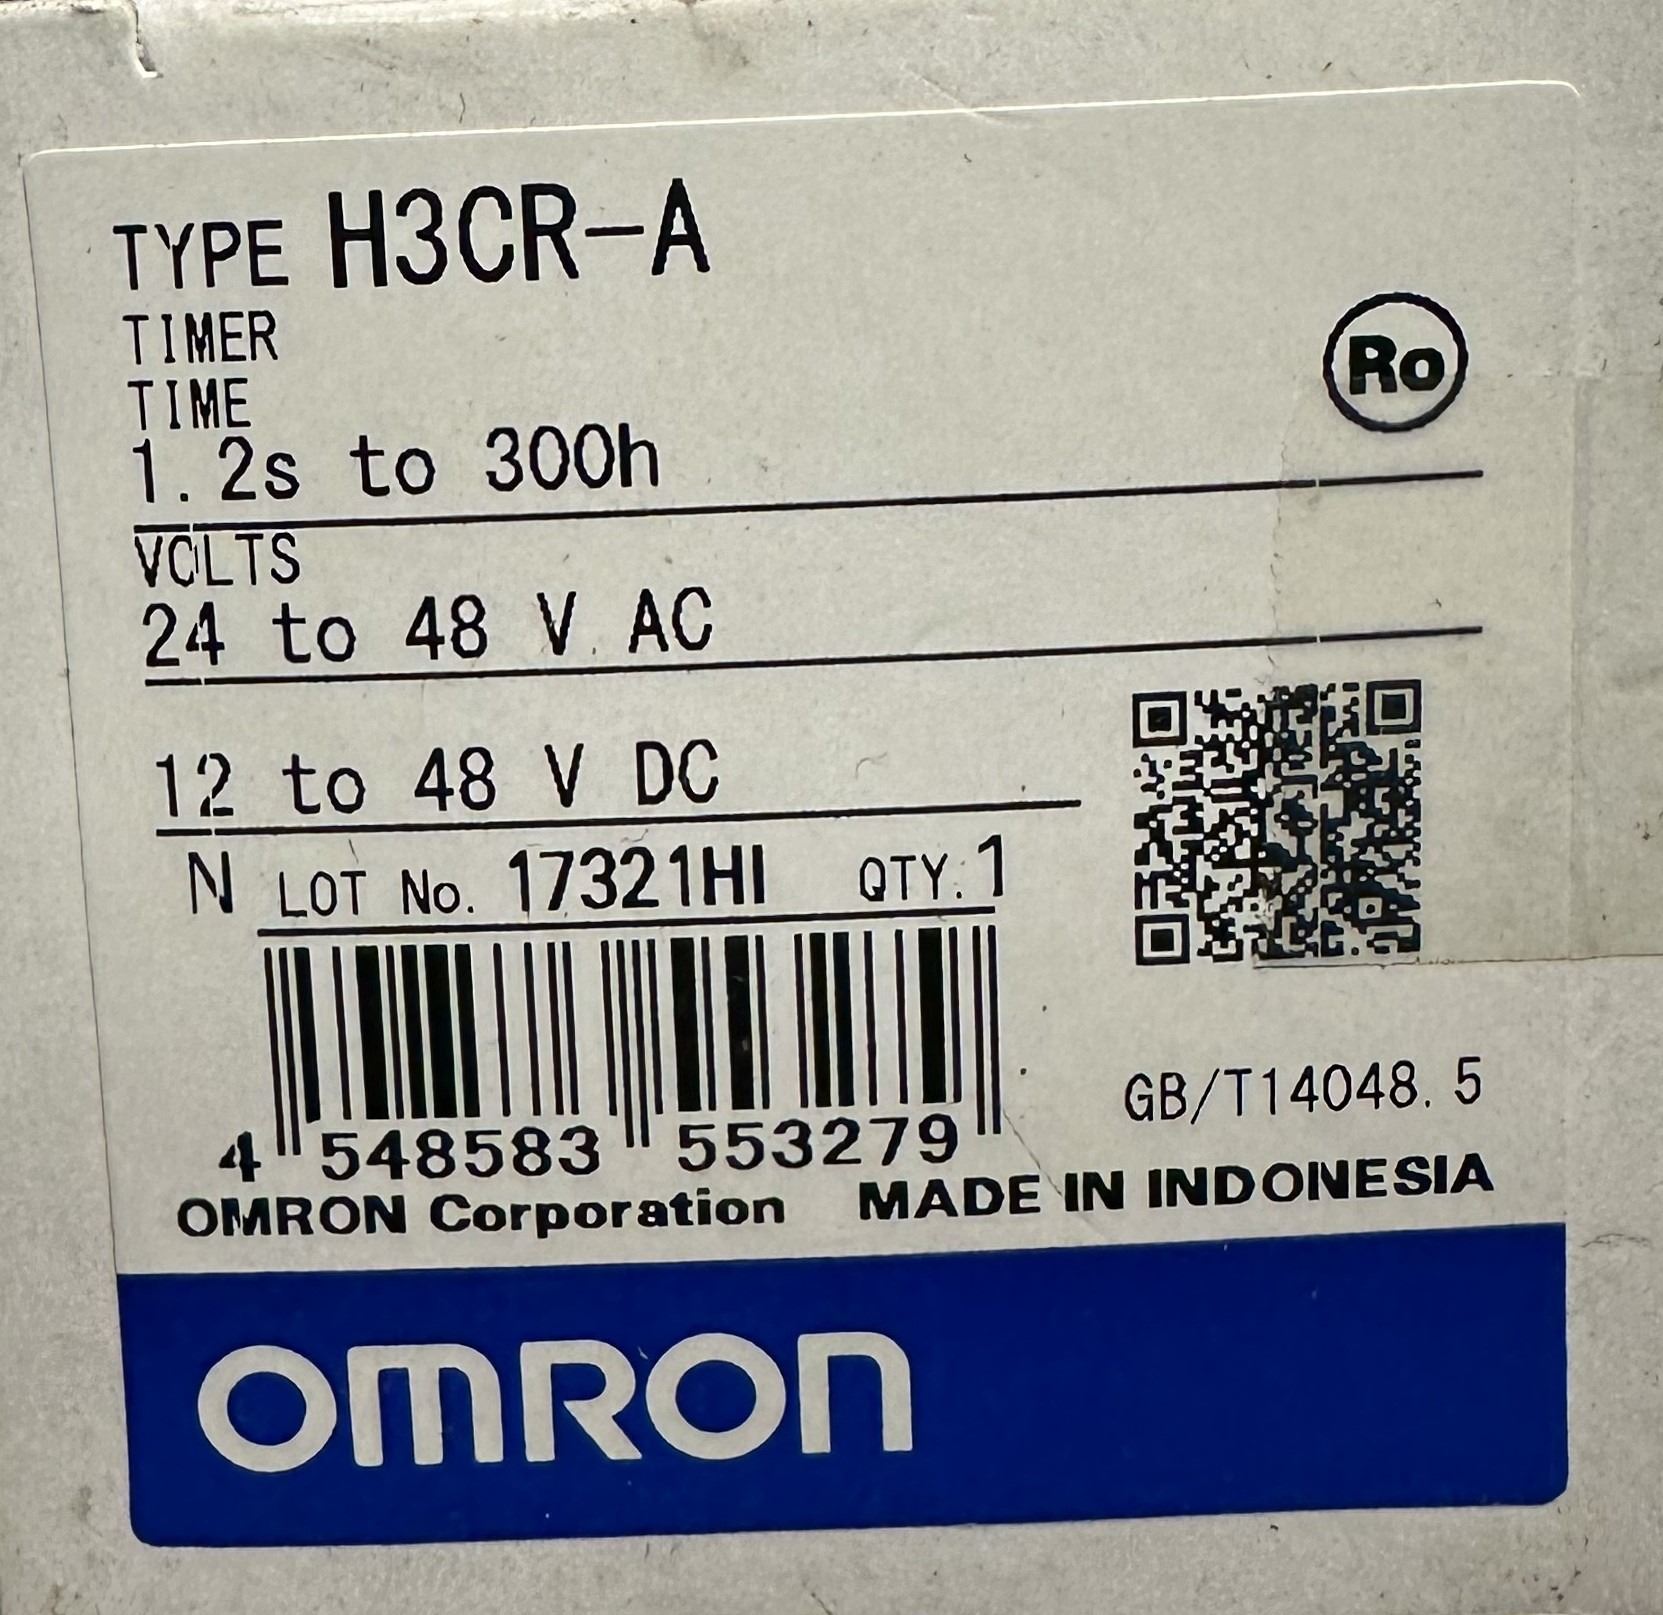 TYPE H3CR-A
TIMER
TIME
Ro
1.2s to 300h
VOLTS
24 to 48 V AC
12 to 48 V DC
N LOT No. 17321HI QTY. 1
4 548583 553279
GB/T14048.5
OMRON Corporation MADE IN INDONESIA
OMRON